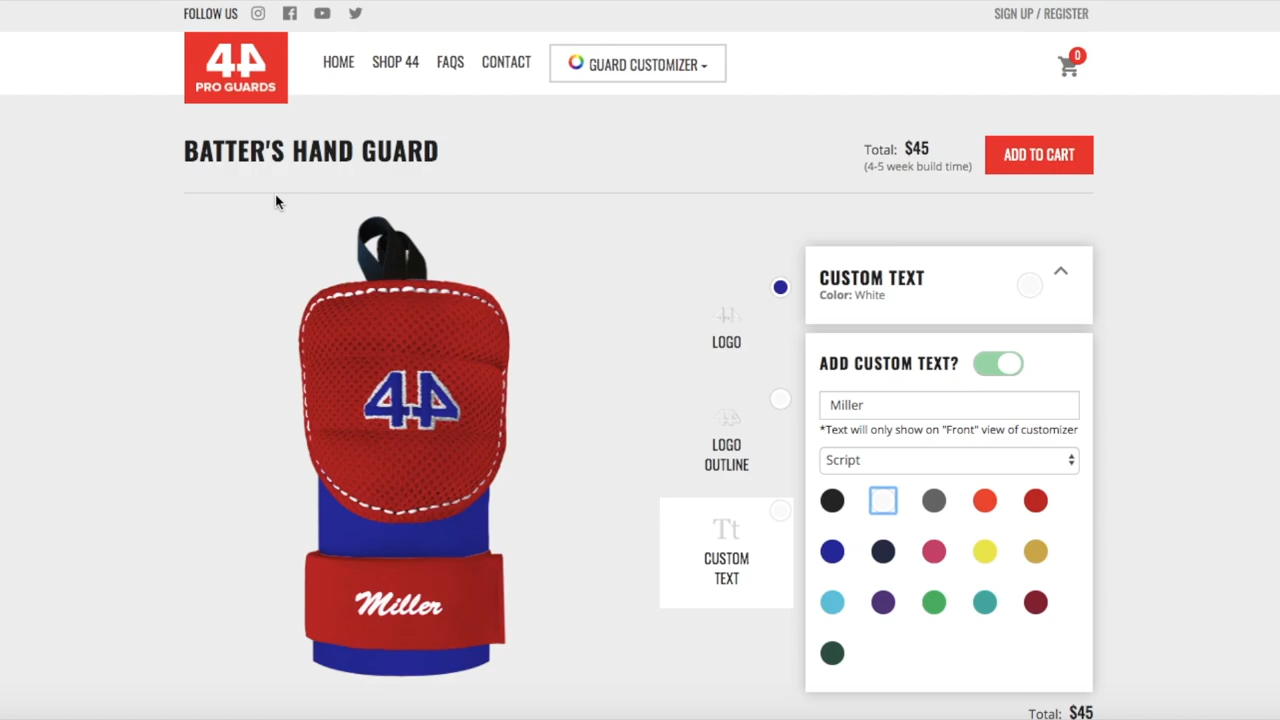 FOLLOW US
SIGN UP / REGISTER
44
PRO GUARDS
HOME
SHOP 44
FAQS
CONTACT
GUARD CUSTOMIZER
0
BATTER'S HAND GUARD
Total: $45
(4-5 week build time)
ADD TO CART
44
Miller
LOGO
LOGO
OUTLINE
Tt
CUSTOM
TEXT
CUSTOM TEXT
Color: White
ADD CUSTOM TEXT?
Miller
*Text will only show on "Front" view of customizer
Script
Total: $45